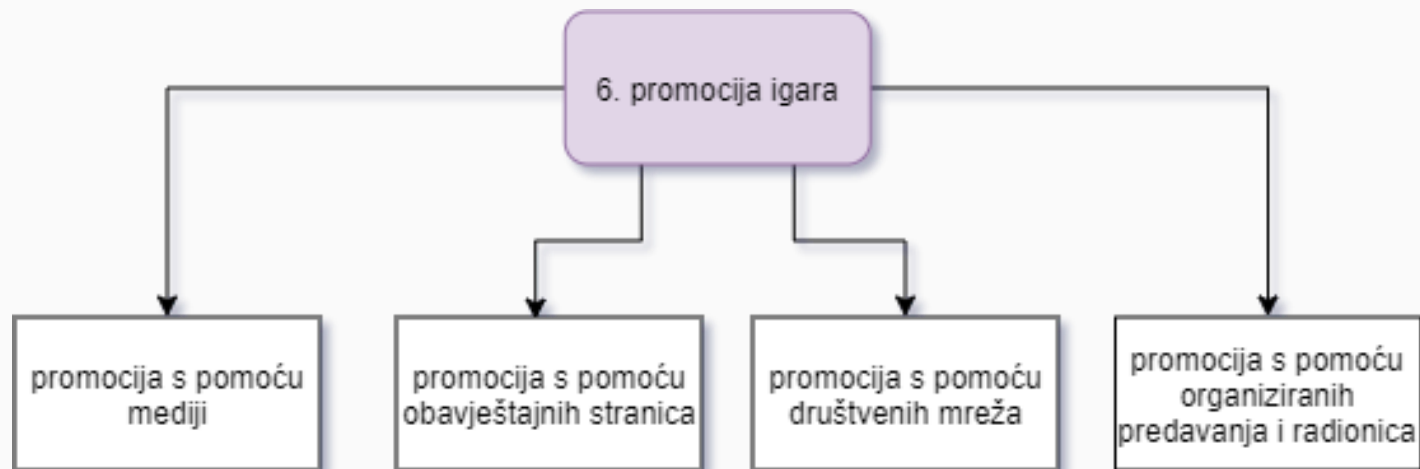 6. promocija igara
promocija s pomoću
mediji
promocija s pomoću
obavještajnih stranica
promocija s pomoću
društvenih mreža
promocija s pomoću
organiziranih
predavanja i radionica